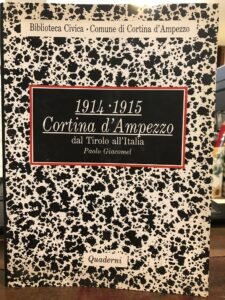 Biblioteca Civica • Comune di Cortina d'Ampezzo
1914 • 1915
Cortina d'Ampezzo
dal Tirolo all'Italia
Paolo Giacomel
Quaderni